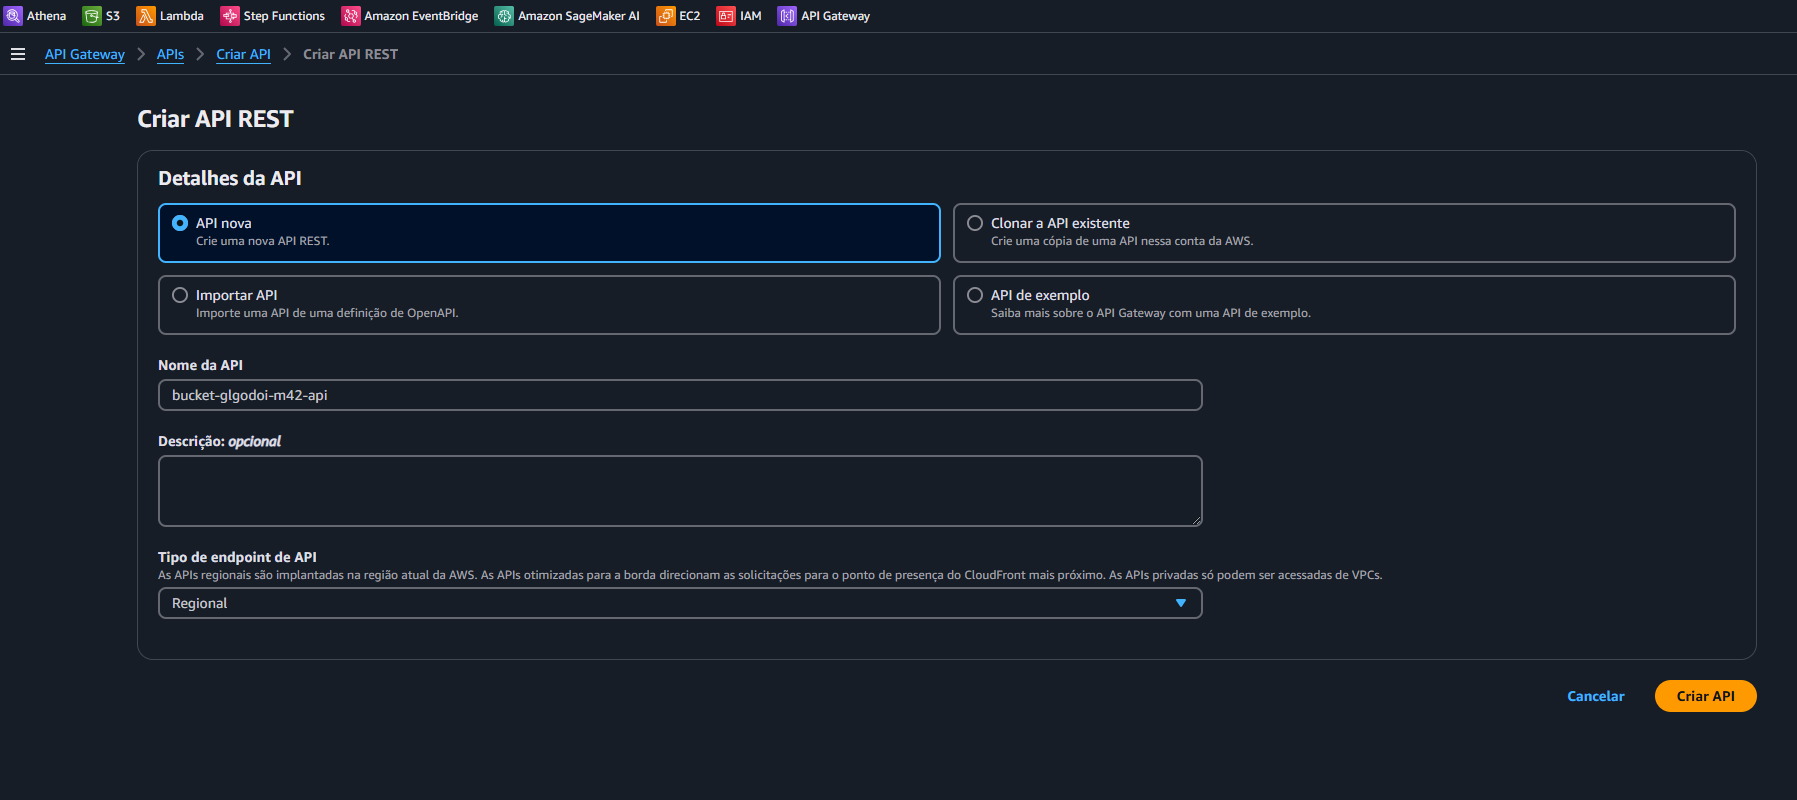 Athena S3 Lambda Step Functions Amazon EventBridge Amazon SageMaker AI EC2 IAM API Gateway
API Gateway APIs Criar API Criar API REST
Criar API REST
Detalhes da API
API nova
Crie uma nova API REST.
Clonar a API existente
Crie uma cópia de uma API nessa conta da AWS.
Importar API
Importe uma API de uma definição de OpenAPI.
API de exemplo
Saiba mais sobre o API Gateway com uma API de exemplo.
Nome da API
bucket-glgodoi-m42-api
Descrição: opcional
Tipo de endpoint de API
As APIs regionais são implantadas na região atual da AWS. As APIs otimizadas para a borda direcionam as solicitações para o ponto de presença do CloudFront mais próximo. As APIs privadas só podem ser acessadas de VPCs.
Regional
Cancelar Criar API